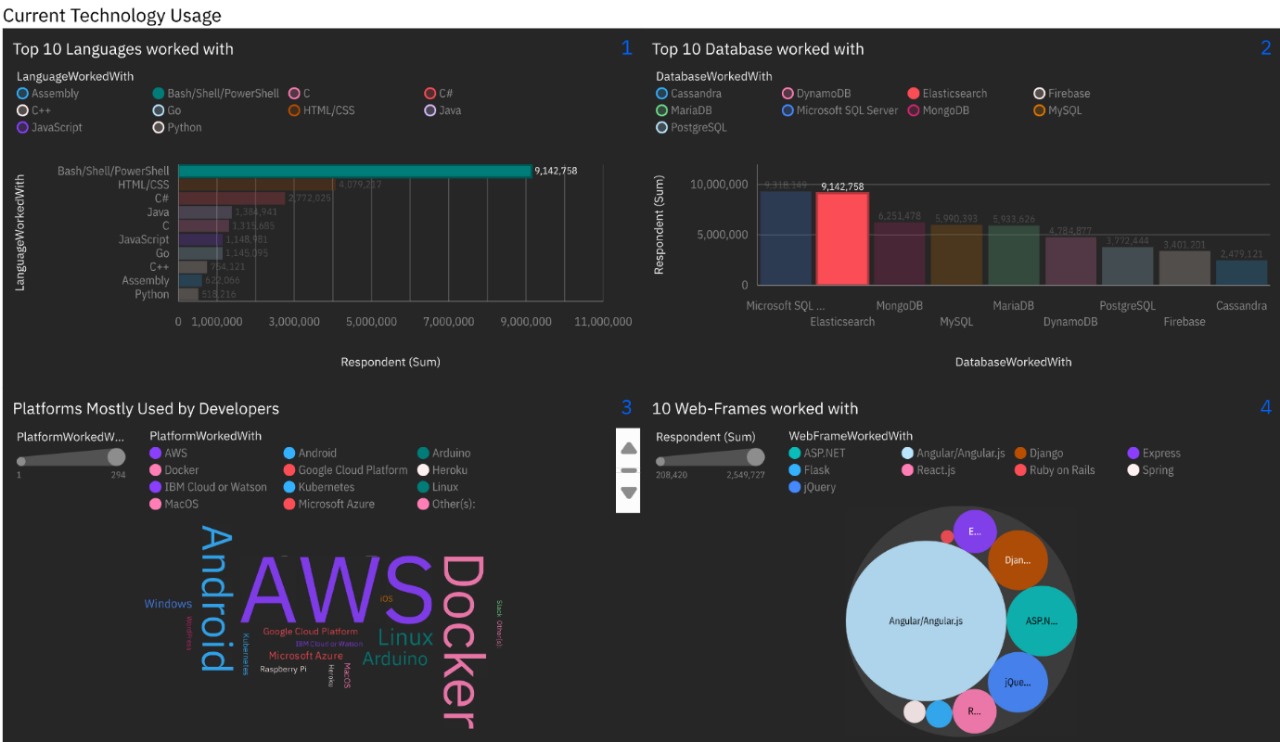 Current Technology Usage
Top 10 Languages worked with
1
LanguageWorkedWith
Assembly Bash/Shell/PowerShell C C#
C++ Go HTML/CSS Java
JavaScript Python
LanguageWorkedWith
Bash/Shell/PowerShell 9,142,758
HTML/CSS 4,079,217
C# 2,772,025
Java 1,384,941
C 1,315,685
JavaScript 1,148,981
Go 1,145,095
C++ 754,121
Assembly 622,066
Python 518,216
0 1,000,000 3,000,000 5,000,000 7,000,000 9,000,000 11,000,000
Respondent (Sum)
Top 10 Database worked with
2
DatabaseWorkedWith
Cassandra DynamoDB Elasticsearch Firebase
MariaDB Microsoft SQL Server MongoDB MySQL
PostgreSQL
Respondent (Sum)
10,000,000
5,000,000
0
9,318,169 9,142,758 6,251,478 5,990,393 5,933,626 4,784,877 3,772,444 3,401,201 2,479,121
Microsoft SQL ... MongoDB MariaDB PostgreSQL Cassandra
Elasticsearch MySQL DynamoDB Firebase
DatabaseWorkedWith
Platforms Mostly Used by Developers
3
PlatformWorkedW...
1 294
PlatformWorkedWith
AWS Android Arduino
Docker Google Cloud Platform Heroku
IBM Cloud or Watson Kubernetes Linux
MacOS Microsoft Azure Other(s):
Android
AWS
Docker
Windows
WordPress
Kubernetes
iOS
Google Cloud Platform
IBM Cloud or Watson
Microsoft Azure
Raspberry Pi
Heroku
MacOS
Linux
Arduino
Slack
Other(s):
10 Web-Frames worked with
4
Respondent (Sum)
208,420 2,549,727
WebFrameWorkedWith
ASP.NET Angular/Angular.js Django Express
Flask React.js Ruby on Rails Spring
jQuery
E...
Djan...
Angular/Angular.js
ASP.N...
jQue...
R...